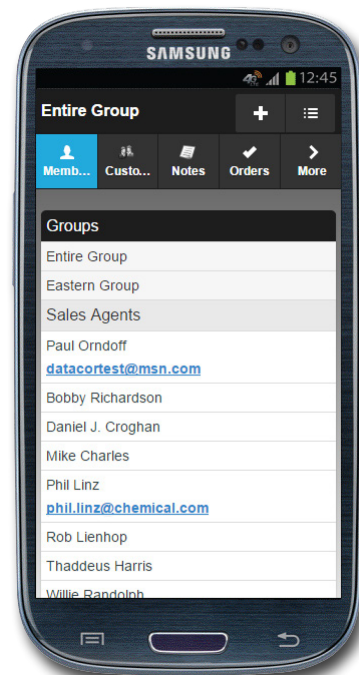 SAMSUNG
12:45
Entire Group
Memb...
Custo...
Notes
Orders
More
Groups
Entire Group
Eastern Group
Sales Agents
Paul Orndoff
datacortest@msn.com
Bobby Richardson
Daniel J. Croghan
Mike Charles
Phil Linz
phil.linz@chemical.com
Rob Lienhop
Thaddeus Harris
Willie Randolph